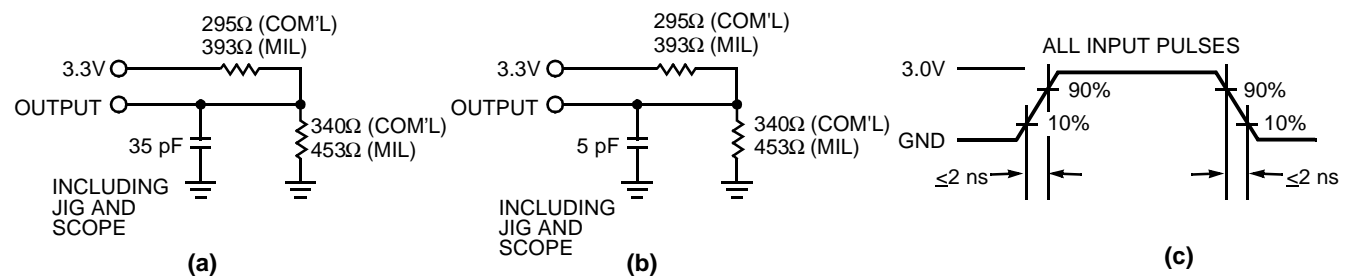 295Ω (COM'L)
393Ω (MIL)
3.3V
OUTPUT
35 pF
340Ω (COM'L)
453Ω (MIL)
INCLUDING
JIG AND
SCOPE
(a)
295Ω (COM'L)
393Ω (MIL)
3.3V
OUTPUT
5 pF
340Ω (COM'L)
453Ω (MIL)
INCLUDING
JIG AND
SCOPE
(b)
ALL INPUT PULSES
3.0V
90%
10%
90%
10%
GND
≤2 ns
≤2 ns
(c)